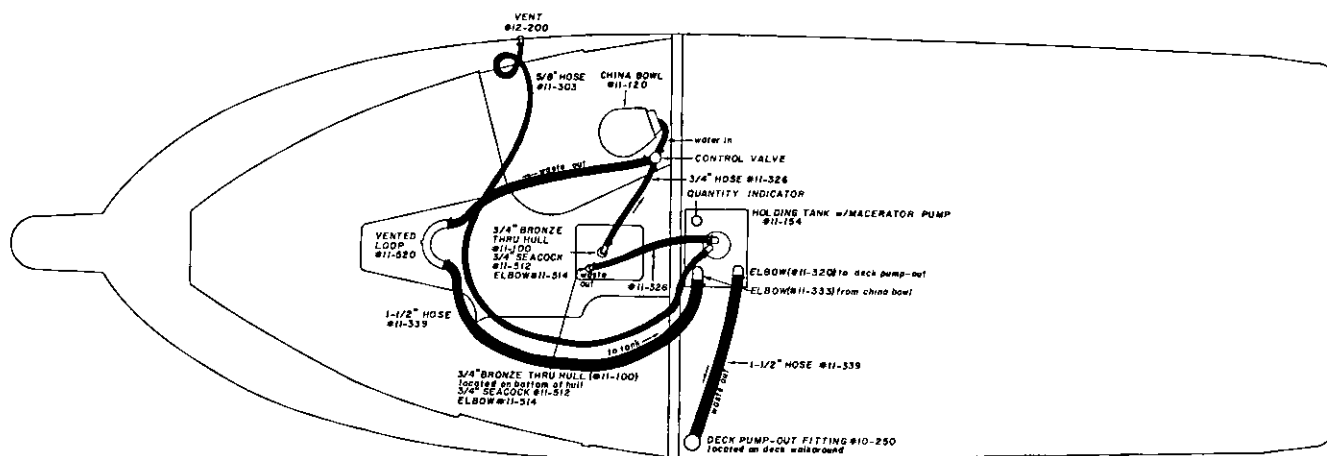 VENT
#12-200
5/8" HOSE
#11-303
CHINA BOWL
#11-120
water in
CONTROL VALVE
waste out
3/4" HOSE #11-326
QUANTITY INDICATOR
HOLDING TANK w/MACERATOR PUMP
#11-154
VENTED
LOOP
#11-520
3/4" BRONZE
THRU HULL
#11-100
3/4" SEACOCK
#11-512
ELBOW #11-514
waste
out
#11-326
ELBOW(#11-320) to deck pump-out
ELBOW(#11-333) from china bowl
1-1/2" HOSE
#11-339
to tank
1-1/2" HOSE #11-339
waste out
3/4" BRONZE THRU HULL (#11-100)
located on bottom of hull
3/4" SEACOCK #11-512
ELBOW #11-514
DECK PUMP-OUT FITTING #10-250
located on deck walkaround